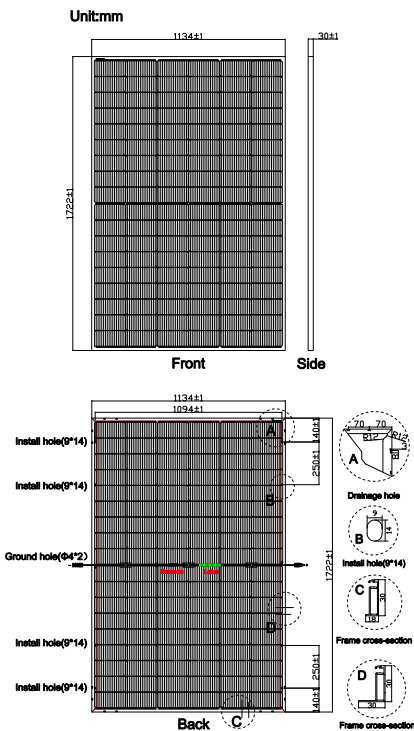 Unit:mm
1134±1
30±1
1722±1
Front
Side
1134±1
1094±1
Install hole(9*14)
Install hole(9*14)
Ground hole(Φ4*2)
Install hole(9*14)
Install hole(9*14)
A
B
D
C
140±1
250±1
1722±1
250±1
140±1
Back
70
70
R12
R12
A
Drainage hole
9
14
B
Install hole(9*14)
C
30
18
Frame cross-section
D
30
30
Frame cross-section